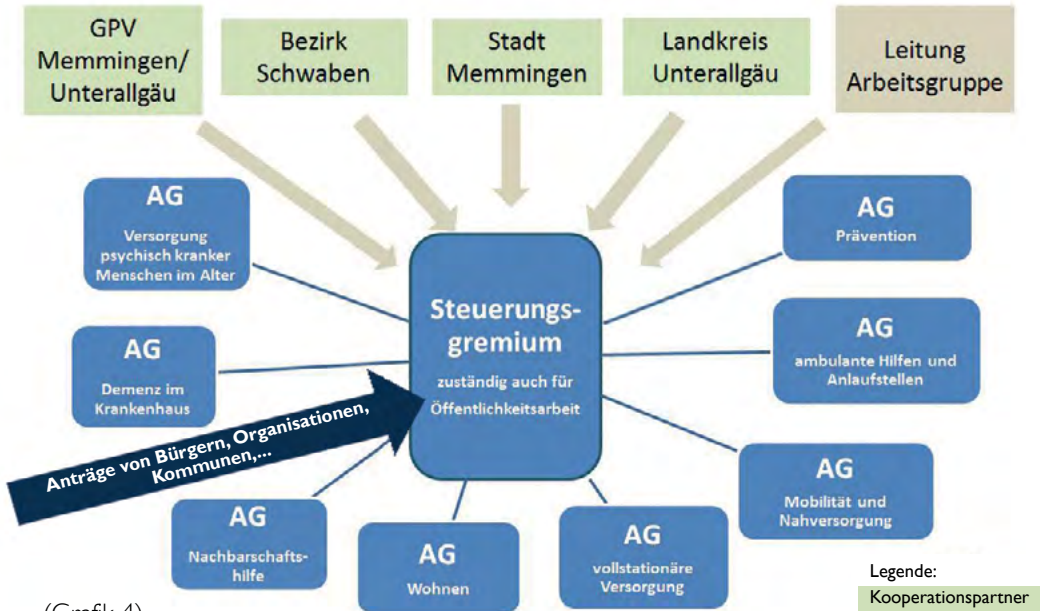 GPV
Memmingen/
Unterallgäu
Bezirk
Schwaben
Stadt
Memmingen
Landkreis
Unterallgäu
Leitung
Arbeitsgruppe
AG
Versorgung
psychisch kranker
Menschen im Alter
AG
Prävention
Steuerungs-
gremium
zuständig auch für
Öffentlichkeitsarbeit
AG
Demenz im
Krankenhaus
AG
ambulante Hilfen und
Anlaufstellen
Anträge von Bürgern, Organisationen,
Kommunen,...
AG
Mobilität und
Nahversorgung
AG
Nachbarschafts-
hilfe
AG
Wohnen
AG
vollstationäre
Versorgung
Legende:
Kooperationspartner
(Grafik 4)